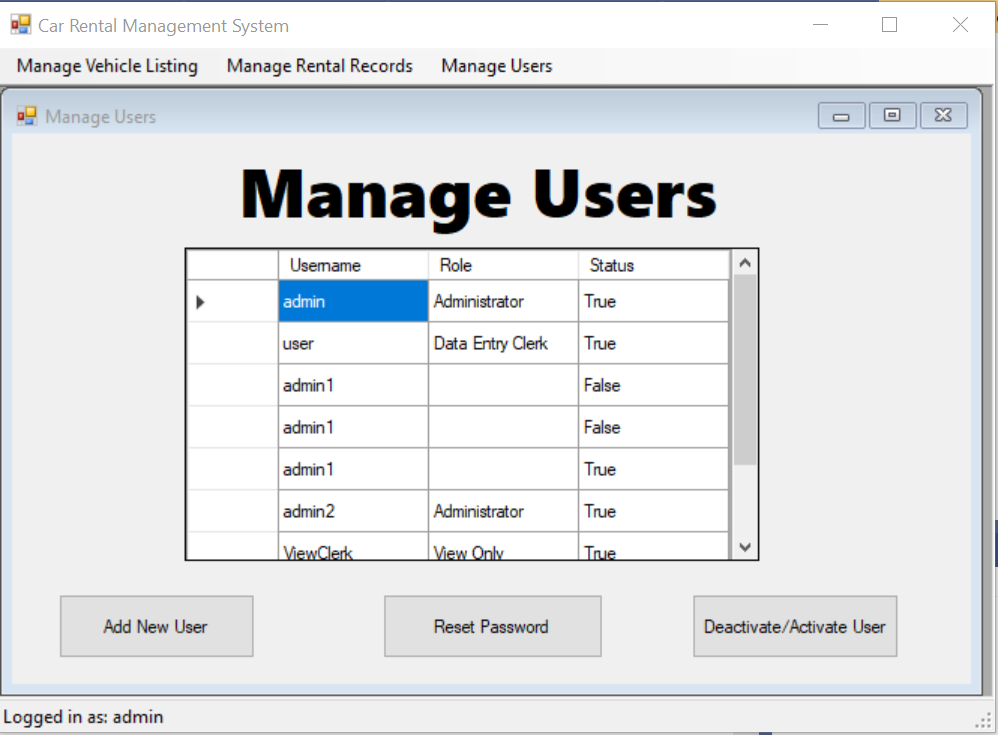 Car Rental Management System
Manage Vehicle Listing Manage Rental Records Manage Users
Manage Users
Manage Users
Username Role Status
admin Administrator True
user Data Entry Clerk True
admin1 False
admin1 False
admin1 True
admin2 Administrator True
ViewClerk View Only True
Add New User Reset Password Deactivate/Activate User
Logged in as: admin